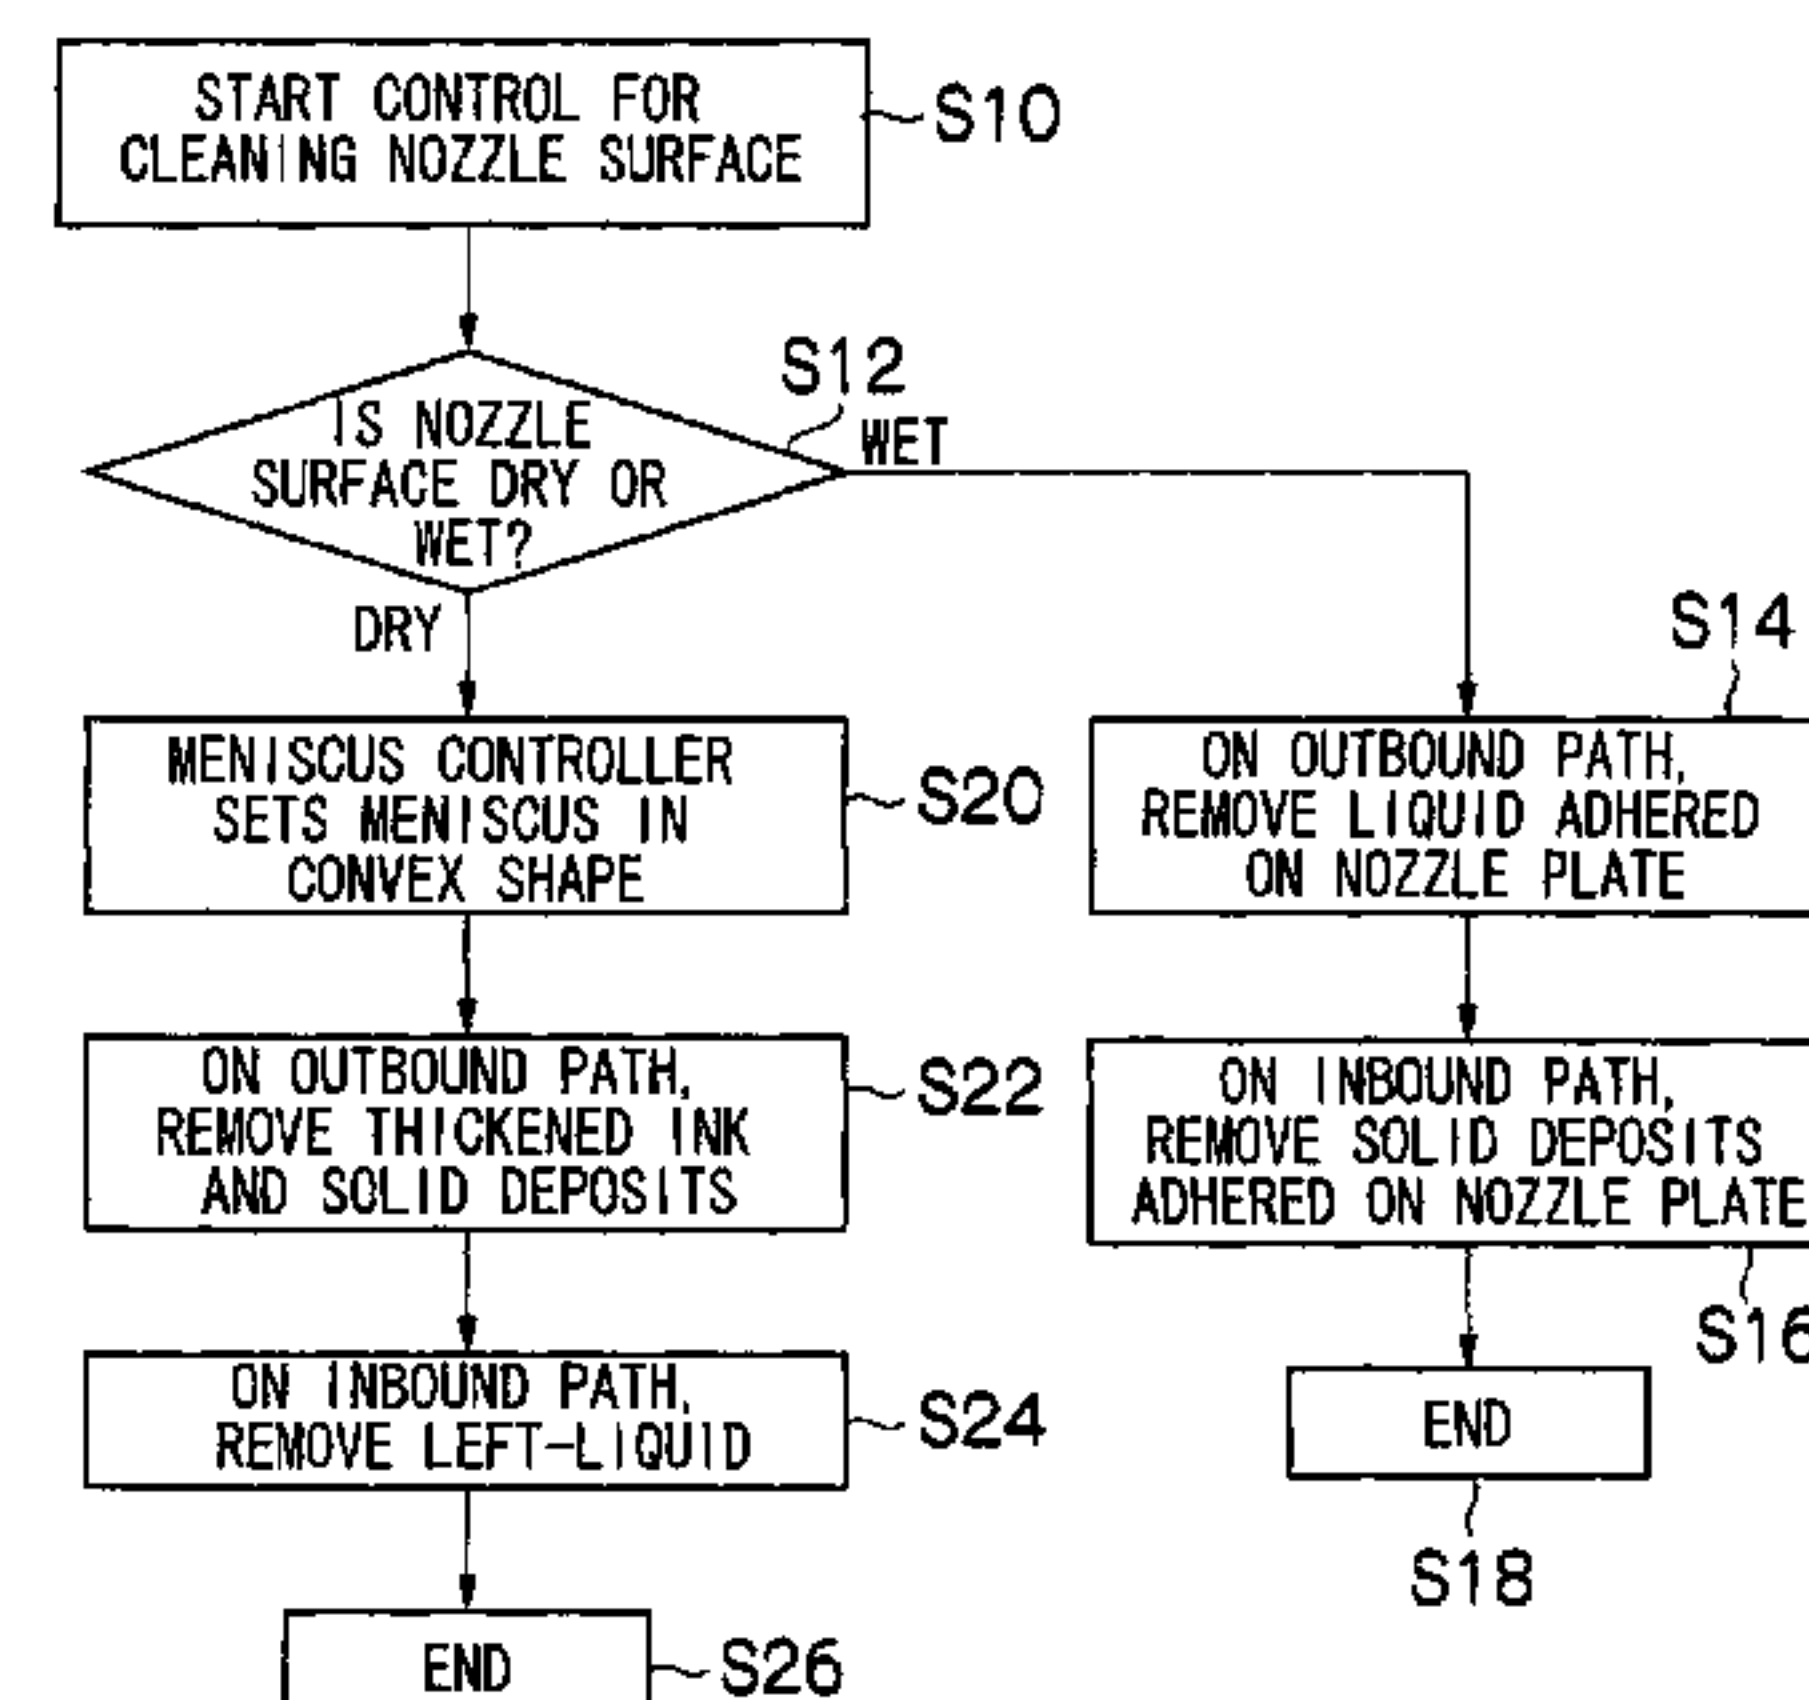 START CONTROL FOR
CLEANING NOZZLE SURFACE
S10
IS NOZZLE
SURFACE DRY OR
WET?
S12
WET
DRY
MENISCUS CONTROLLER
SETS MENISCUS IN
CONVEX SHAPE
S20
ON OUTBOUND PATH,
REMOVE THICKENED INK
AND SOLID DEPOSITS
S22
ON INBOUND PATH,
REMOVE LEFT-LIQUID
S24
END
S26
S14
ON OUTBOUND PATH,
REMOVE LIQUID ADHERED
ON NOZZLE PLATE
ON INBOUND PATH,
REMOVE SOLID DEPOSITS
ADHERED ON NOZZLE PLATE
S16
END
S18